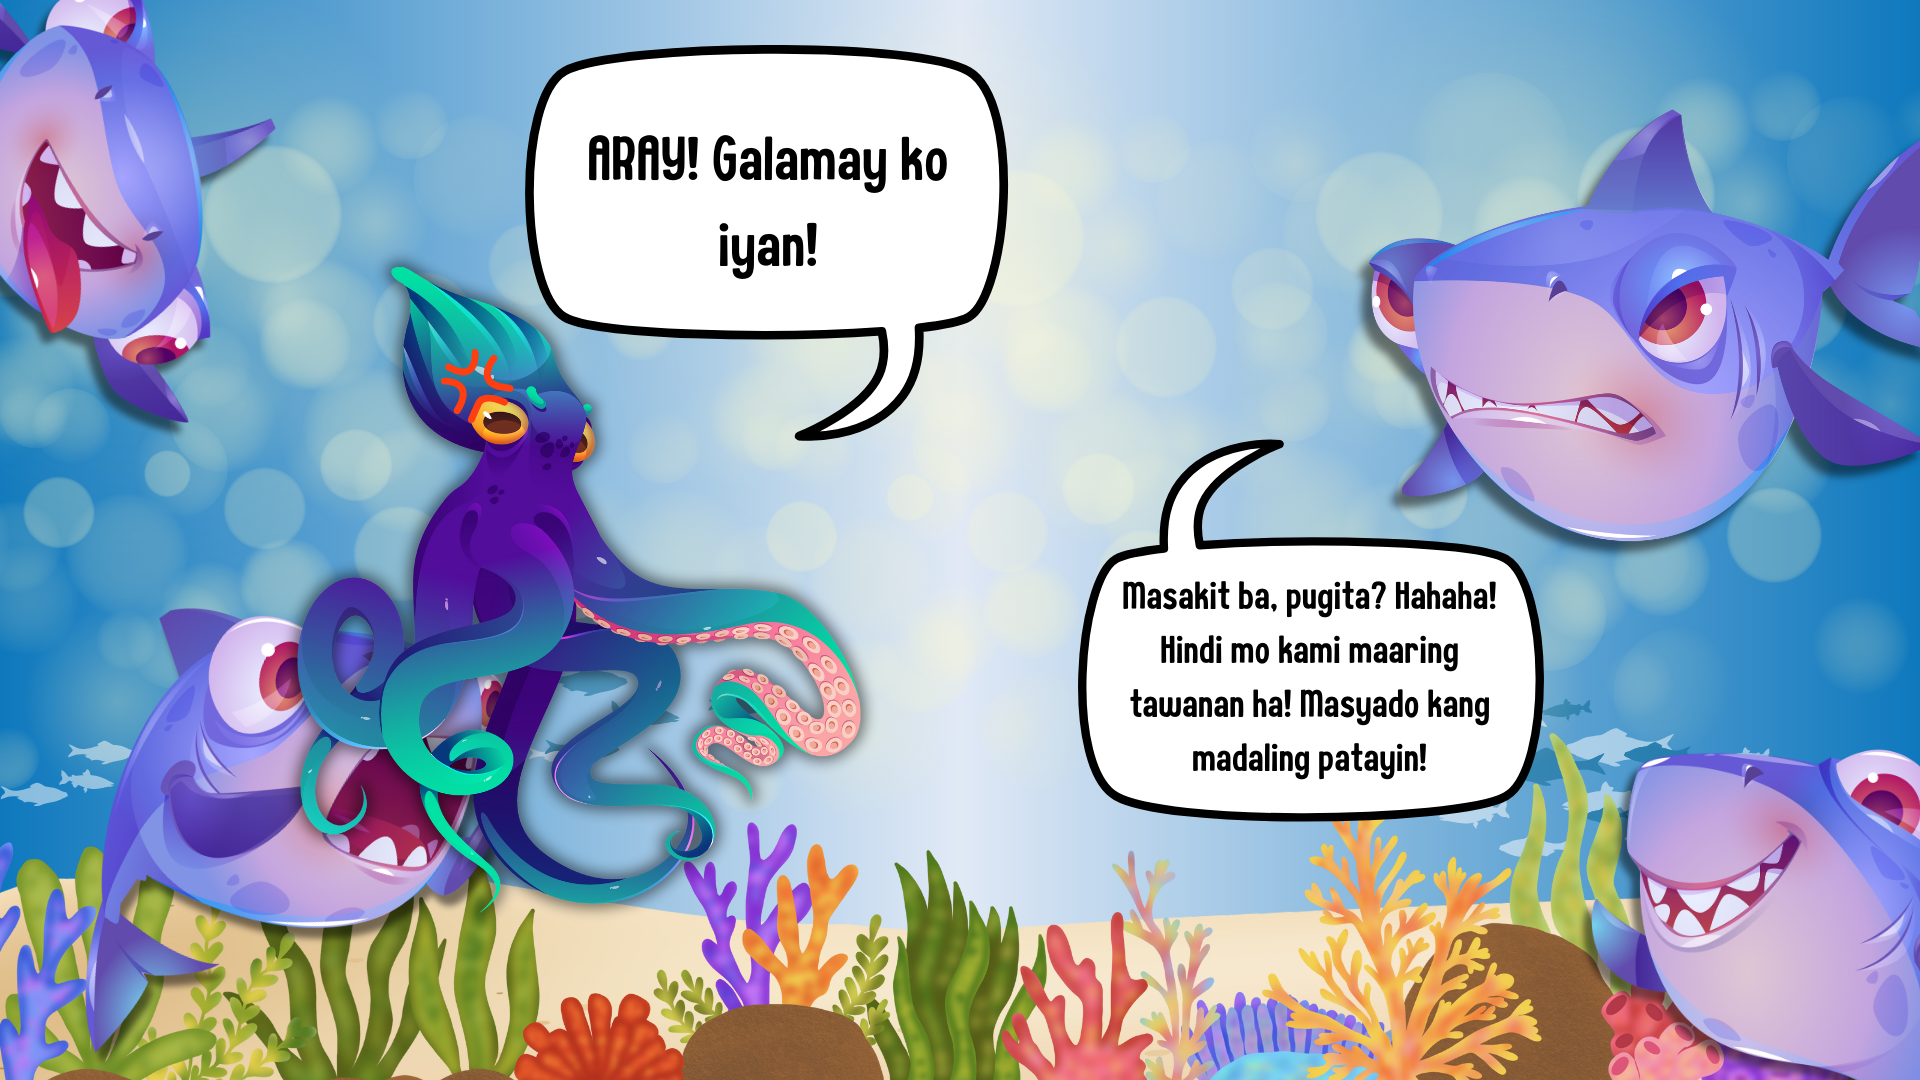 ARAY! Galamay ko
iyan!
Masakit ba, pugita? Hahaha!
Hindi mo kami maaring
tawanan ha! Masyado kang
madaling patayin!